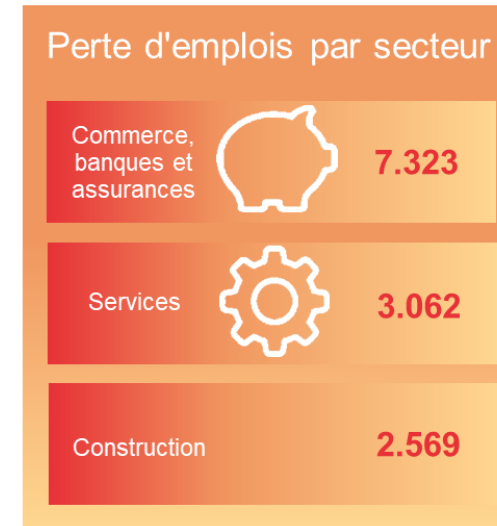 Perte d'emplois par secteur
Commerce,
banques et
assurances
7.323
Services
3.062
Construction
2.569